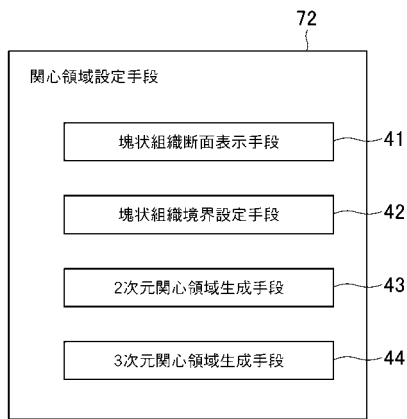 72
関心領域設定手段
塊状組織断面表示手段
41
塊状組織境界設定手段
42
2次元関心領域生成手段
43
3次元関心領域生成手段
44